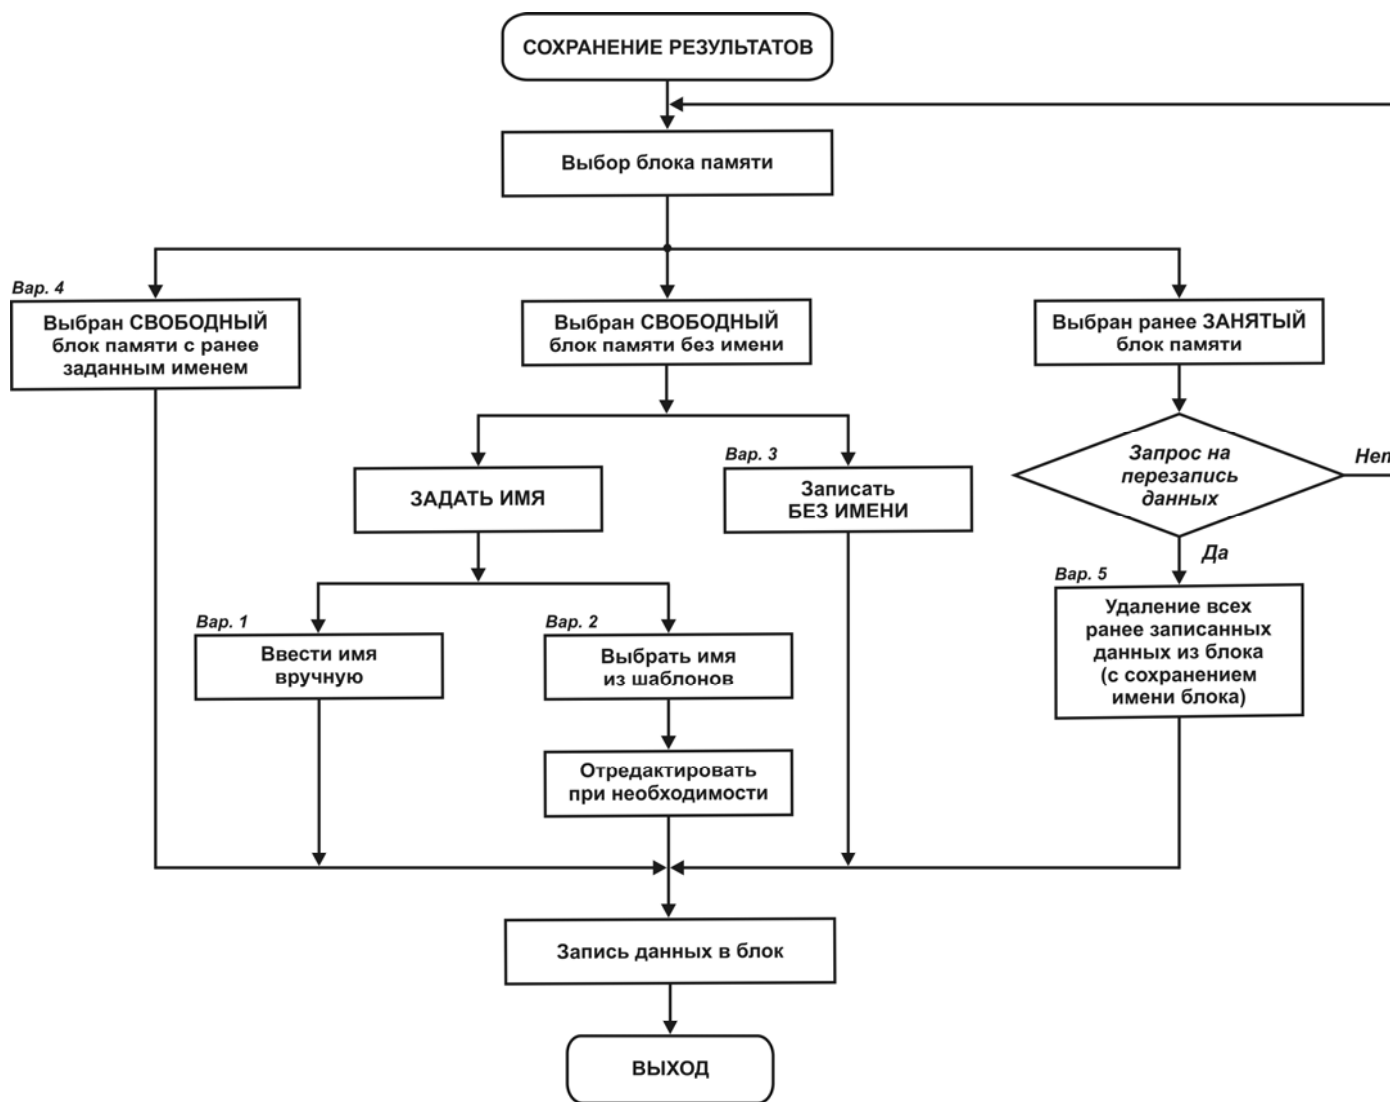 СОХРАНЕНИЕ РЕЗУЛЬТАТОВ
Выбор блока памяти
Вар. 4
Выбран СВОБОДНЫЙ
блок памяти с ранее
заданным именем
Выбран СВОБОДНЫЙ
блок памяти без имени
Выбран ранее ЗАНЯТЫЙ
блок памяти
ЗАДАТЬ ИМЯ
Вар. 3
Записать
БЕЗ ИМЕНИ
Запрос на
перезапись
данных
Нет
Да
Вар. 1
Ввести имя
вручную
Вар. 2
Выбрать имя
из шаблонов
Вар. 5
Удаление всех
ранее записанных
данных из блока
(с сохранением
имени блока)
Отредактировать
при необходимости
Запись данных в блок
ВЫХОД